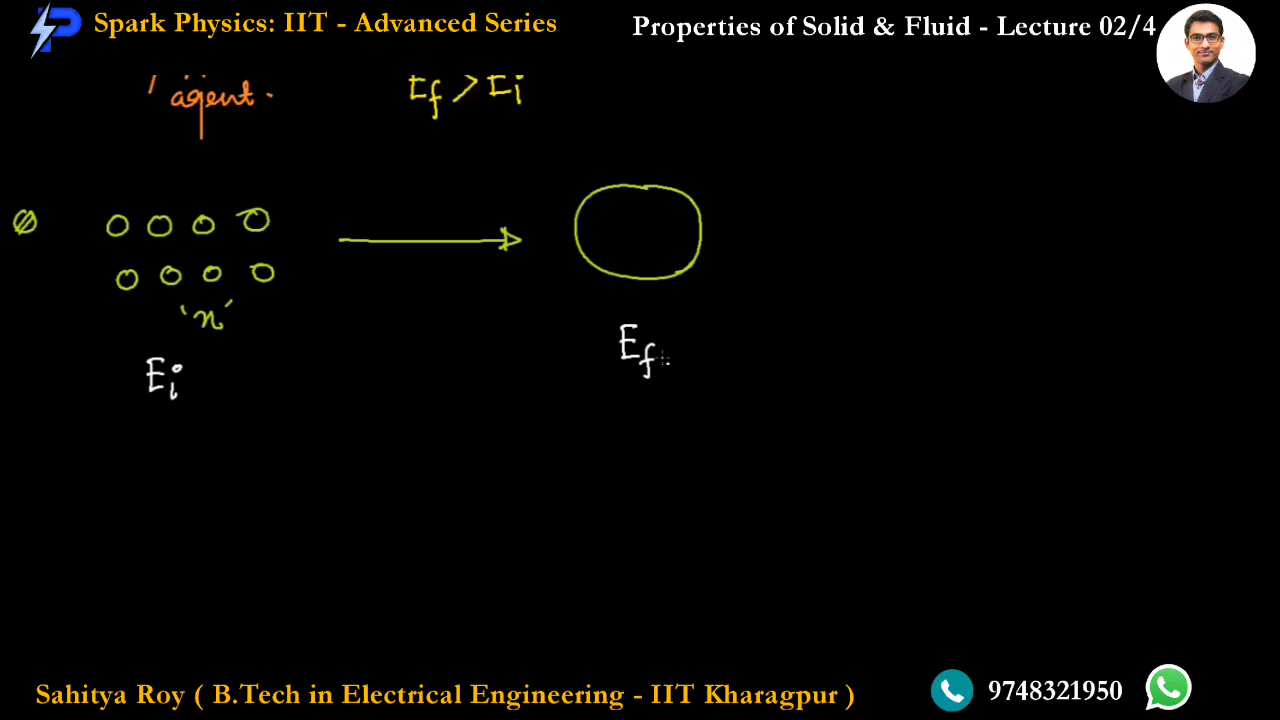 Spark Physics: IIT - Advanced Series
Properties of Solid & Fluid - Lecture 02/4
agent.
Ef > Ei
'n'
Ei
Ef
Sahitya Roy ( B.Tech in Electrical Engineering - IIT Kharagpur )
9748321950